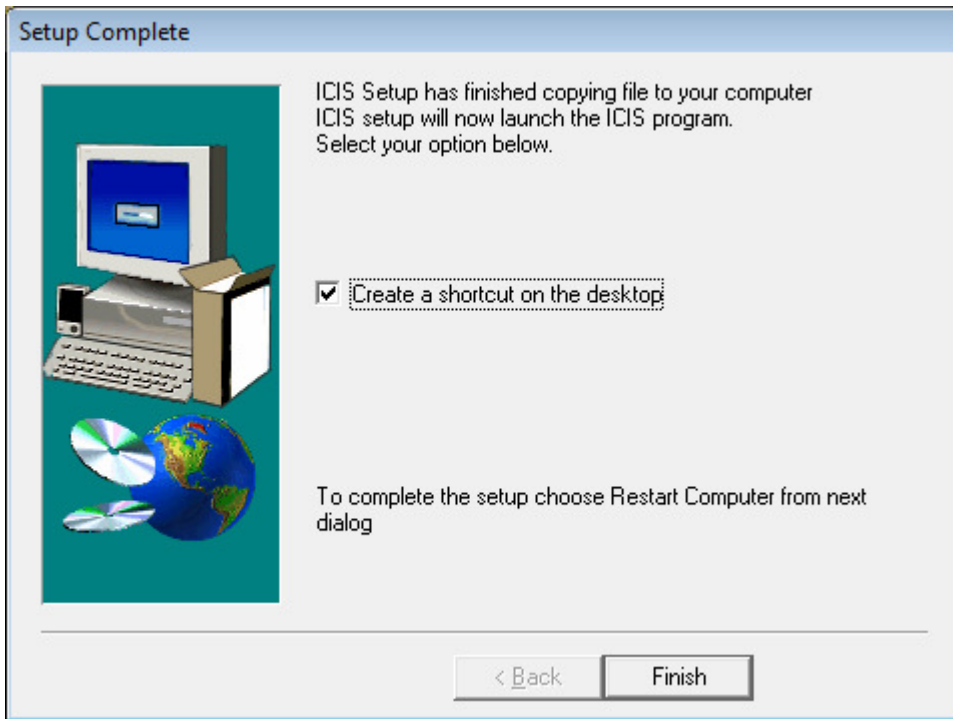 Setup Complete
ICIS Setup has finished copying file to your computer
ICIS setup will now launch the ICIS program.
Select your option below.
Create a shortcut on the desktop
To complete the setup choose Restart Computer from next
dialog
< Back
Finish